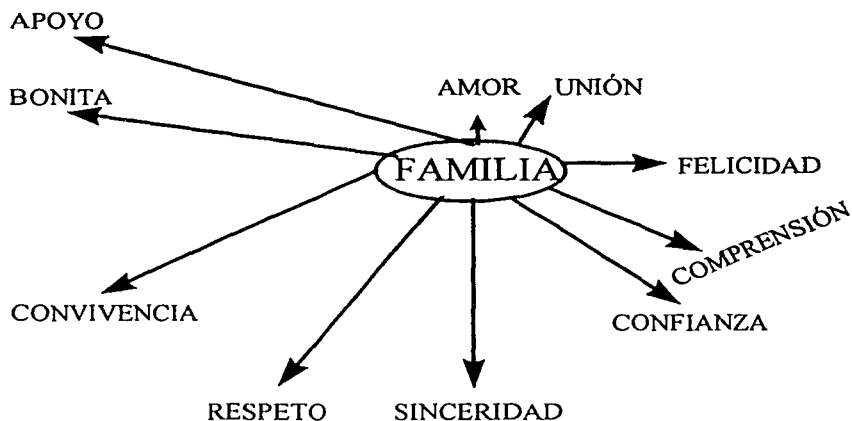 APOYO
BONITA
AMOR
UNIÓN
FAMILIA
FELICIDAD
COMPRENSIÓN
CONVIVENCIA
CONFIANZA
RESPETO
SINCERIDAD